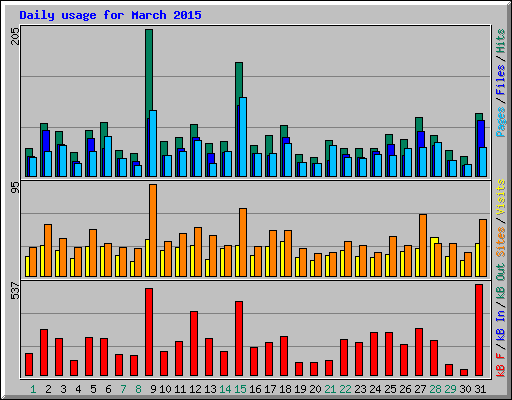 Daily usage for March 2015
205
Pages / Files / Hits
95
Sites / Visits
537
kB F / kB In / kB Out
1 2 3 4 5 6 7 8 9 10 11 12 13 14 15 16 17 18 19 20 21 22 23 24 25 26 27 28 29 30 31